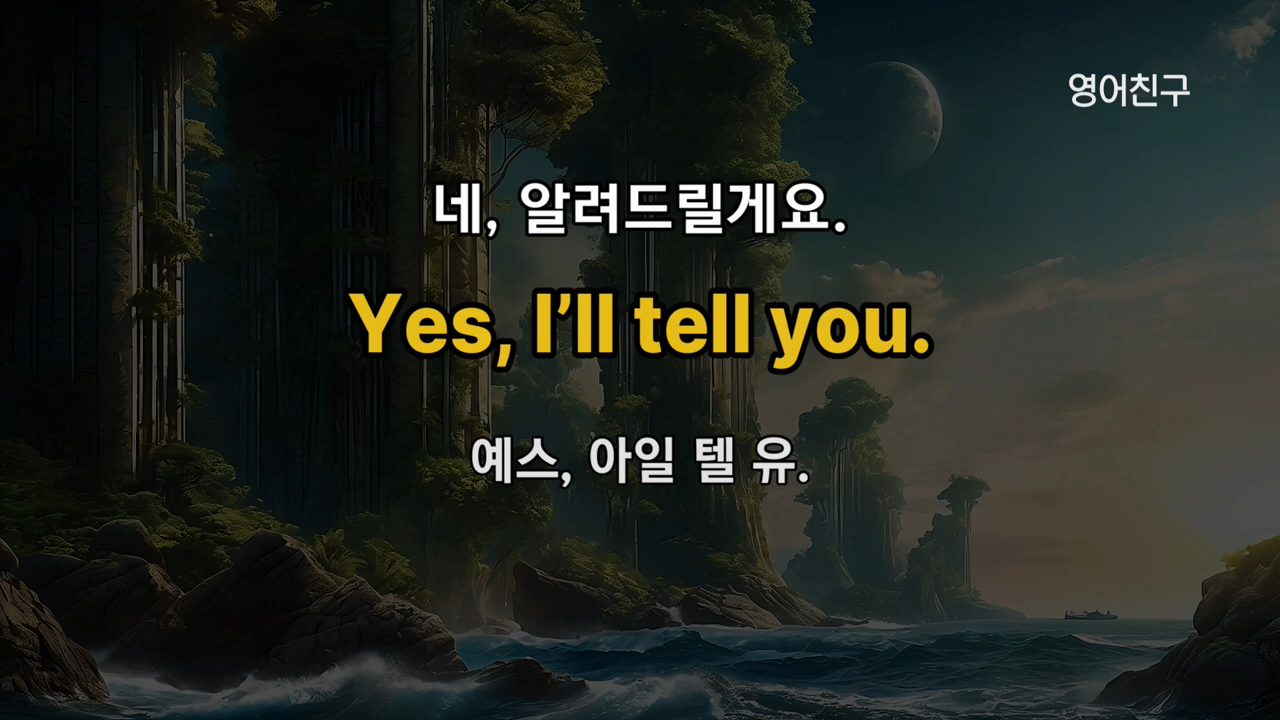 영어친구
네, 알려드릴게요.
Yes, I’ll tell you.
예스, 아일 텔 유.